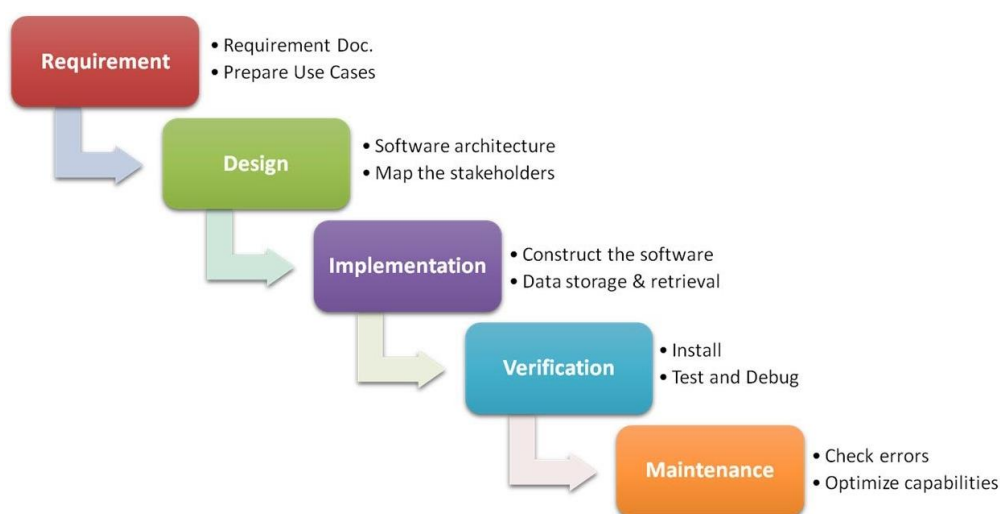 Requirement
• Requirement Doc.
• Prepare Use Cases
Design
• Software architecture
• Map the stakeholders
Implementation
• Construct the software
• Data storage & retrieval
Verification
• Install
• Test and Debug
Maintenance
• Check errors
• Optimize capabilities